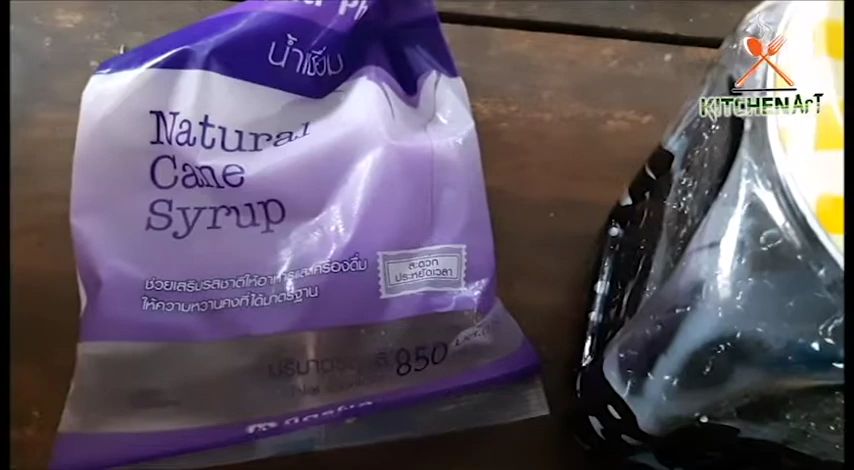 น้ำเชื่อม
KITCHEN ArT
Natural
Cane
Syrup
ช่วยเสริมรสชาติให้อาหารและเครื่องดื่ม
ให้ความหวานคงที่ได้มาตรฐาน
สะดวก
ประหยัดเวลา
850